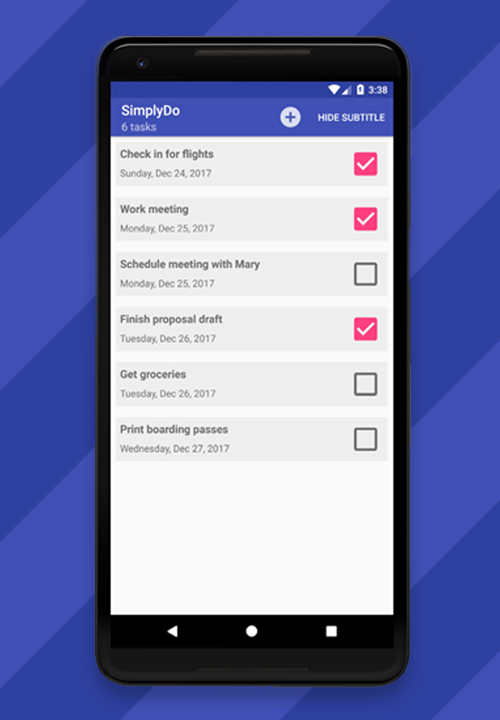 3:38
SimplyDo
6 tasks
HIDE SUBTITLE
Check in for flights
Sunday, Dec 24, 2017
Work meeting
Monday, Dec 25, 2017
Schedule meeting with Mary
Monday, Dec 25, 2017
Finish proposal draft
Tuesday, Dec 26, 2017
Get groceries
Tuesday, Dec 26, 2017
Print boarding passes
Wednesday, Dec 27, 2017